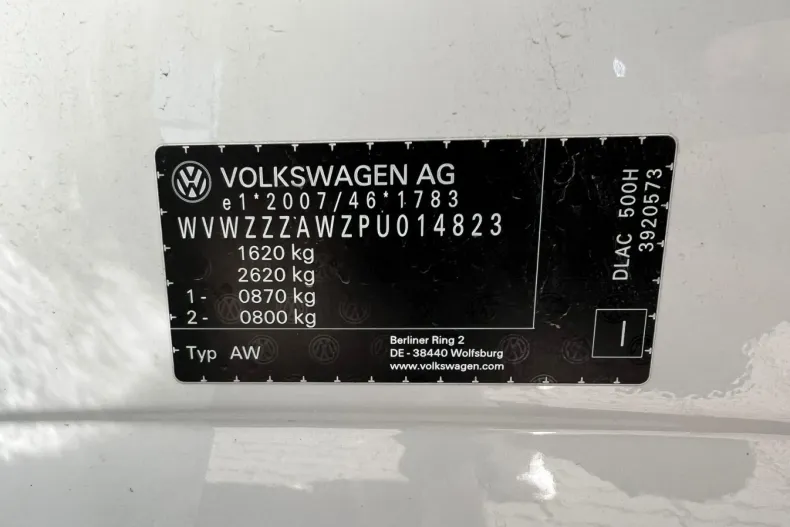 VOLKSWAGEN AG
e1*2007/46*1783
WVWZZZAWZPU014823
1620 kg
2620 kg
1 - 0870 kg
2 - 0800 kg
Typ AW
Berliner Ring 2
DE - 38440 Wolfsburg
www.volkswagen.com
DLAC 500H
3920573
I